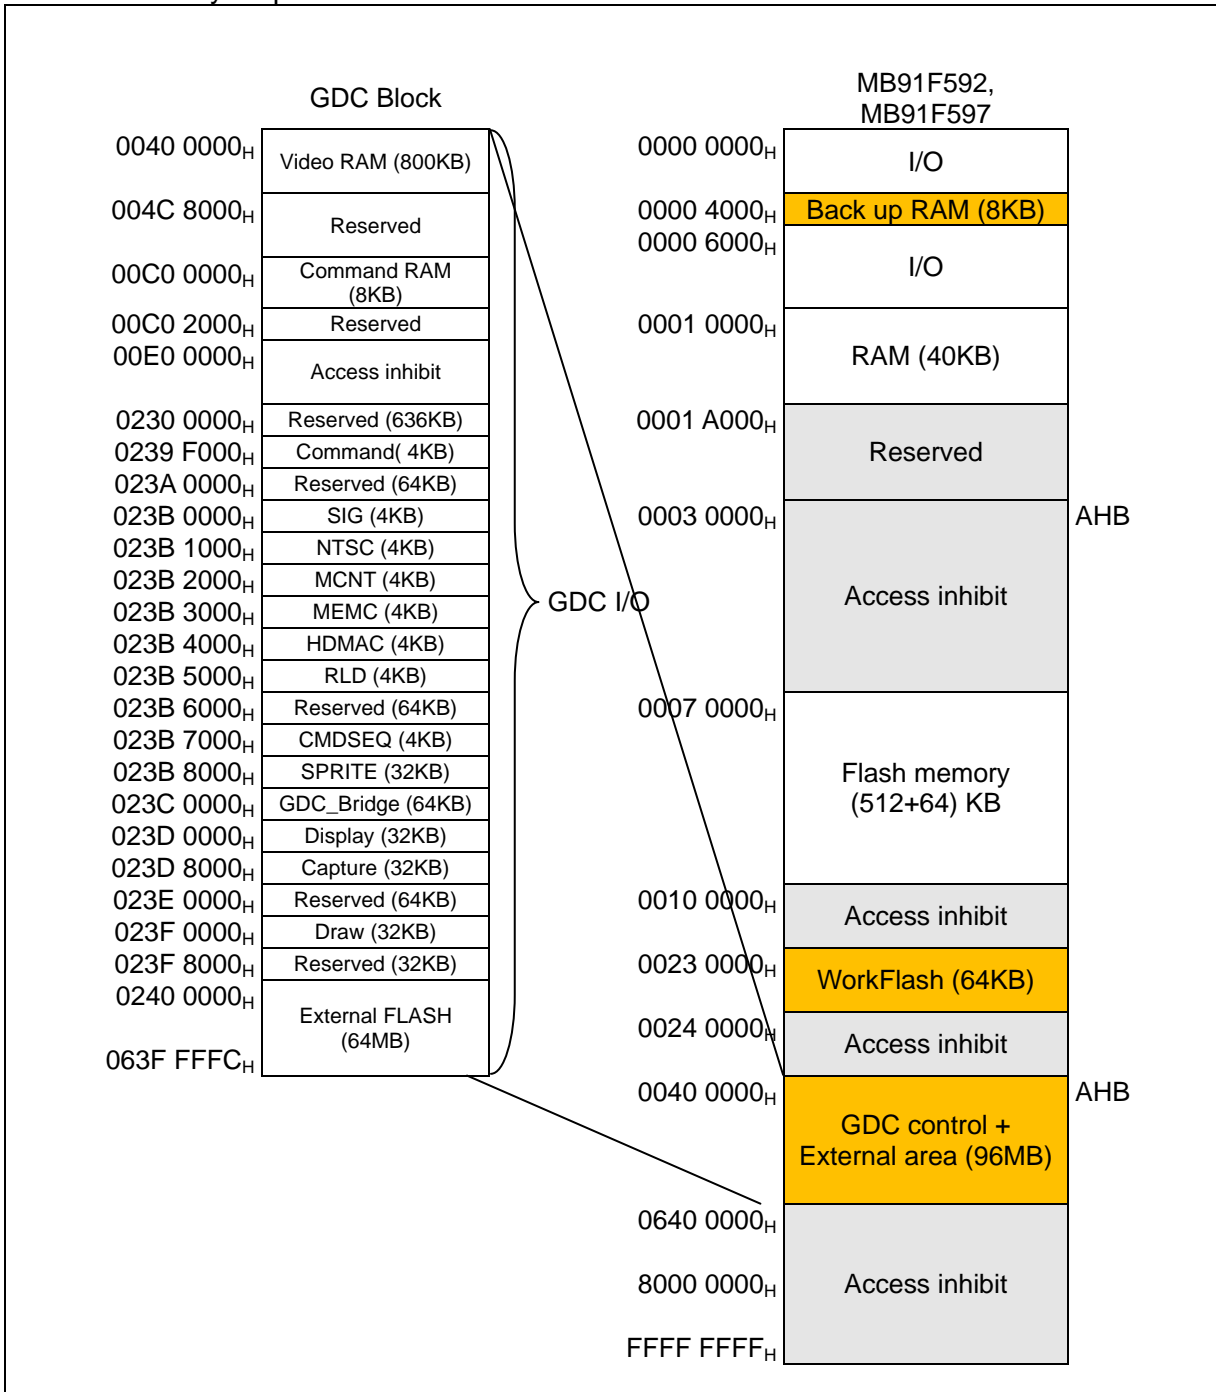 GDC Block
0040 0000H
Video RAM (800KB)
004C 8000H
Reserved
00C0 0000H
Command RAM
(8KB)
00C0 2000H
Reserved
00E0 0000H
Access inhibit
0230 0000H
Reserved (636KB)
0239 F000H
Command( 4KB)
023A 0000H
Reserved (64KB)
023B 0000H
SIG (4KB)
023B 1000H
NTSC (4KB)
023B 2000H
MCNT (4KB)
023B 3000H
MEMC (4KB)
023B 4000H
HDMAC (4KB)
023B 5000H
RLD (4KB)
023B 6000H
Reserved (64KB)
023B 7000H
CMDSEQ (4KB)
023B 8000H
SPRITE (32KB)
023C 0000H
GDC_Bridge (64KB)
023D 0000H
Display (32KB)
023D 8000H
Capture (32KB)
023E 0000H
Reserved (64KB)
023F 0000H
Draw (32KB)
023F 8000H
Reserved (32KB)
0240 0000H
External FLASH
(64MB)
063F FFFCH
GDC I/O
MB91F592,
MB91F597
0000 0000H
I/O
0000 4000H
Back up RAM (8KB)
0000 6000H
I/O
0001 0000H
RAM (40KB)
0001 A000H
Reserved
0003 0000H
AHB
Access inhibit
0007 0000H
Flash memory
(512+64) KB
0010 0000H
Access inhibit
0023 0000H
WorkFlash (64KB)
0024 0000H
Access inhibit
0040 0000H
AHB
GDC control +
External area (96MB)
0640 0000H
8000 0000H
Access inhibit
FFFF FFFFH